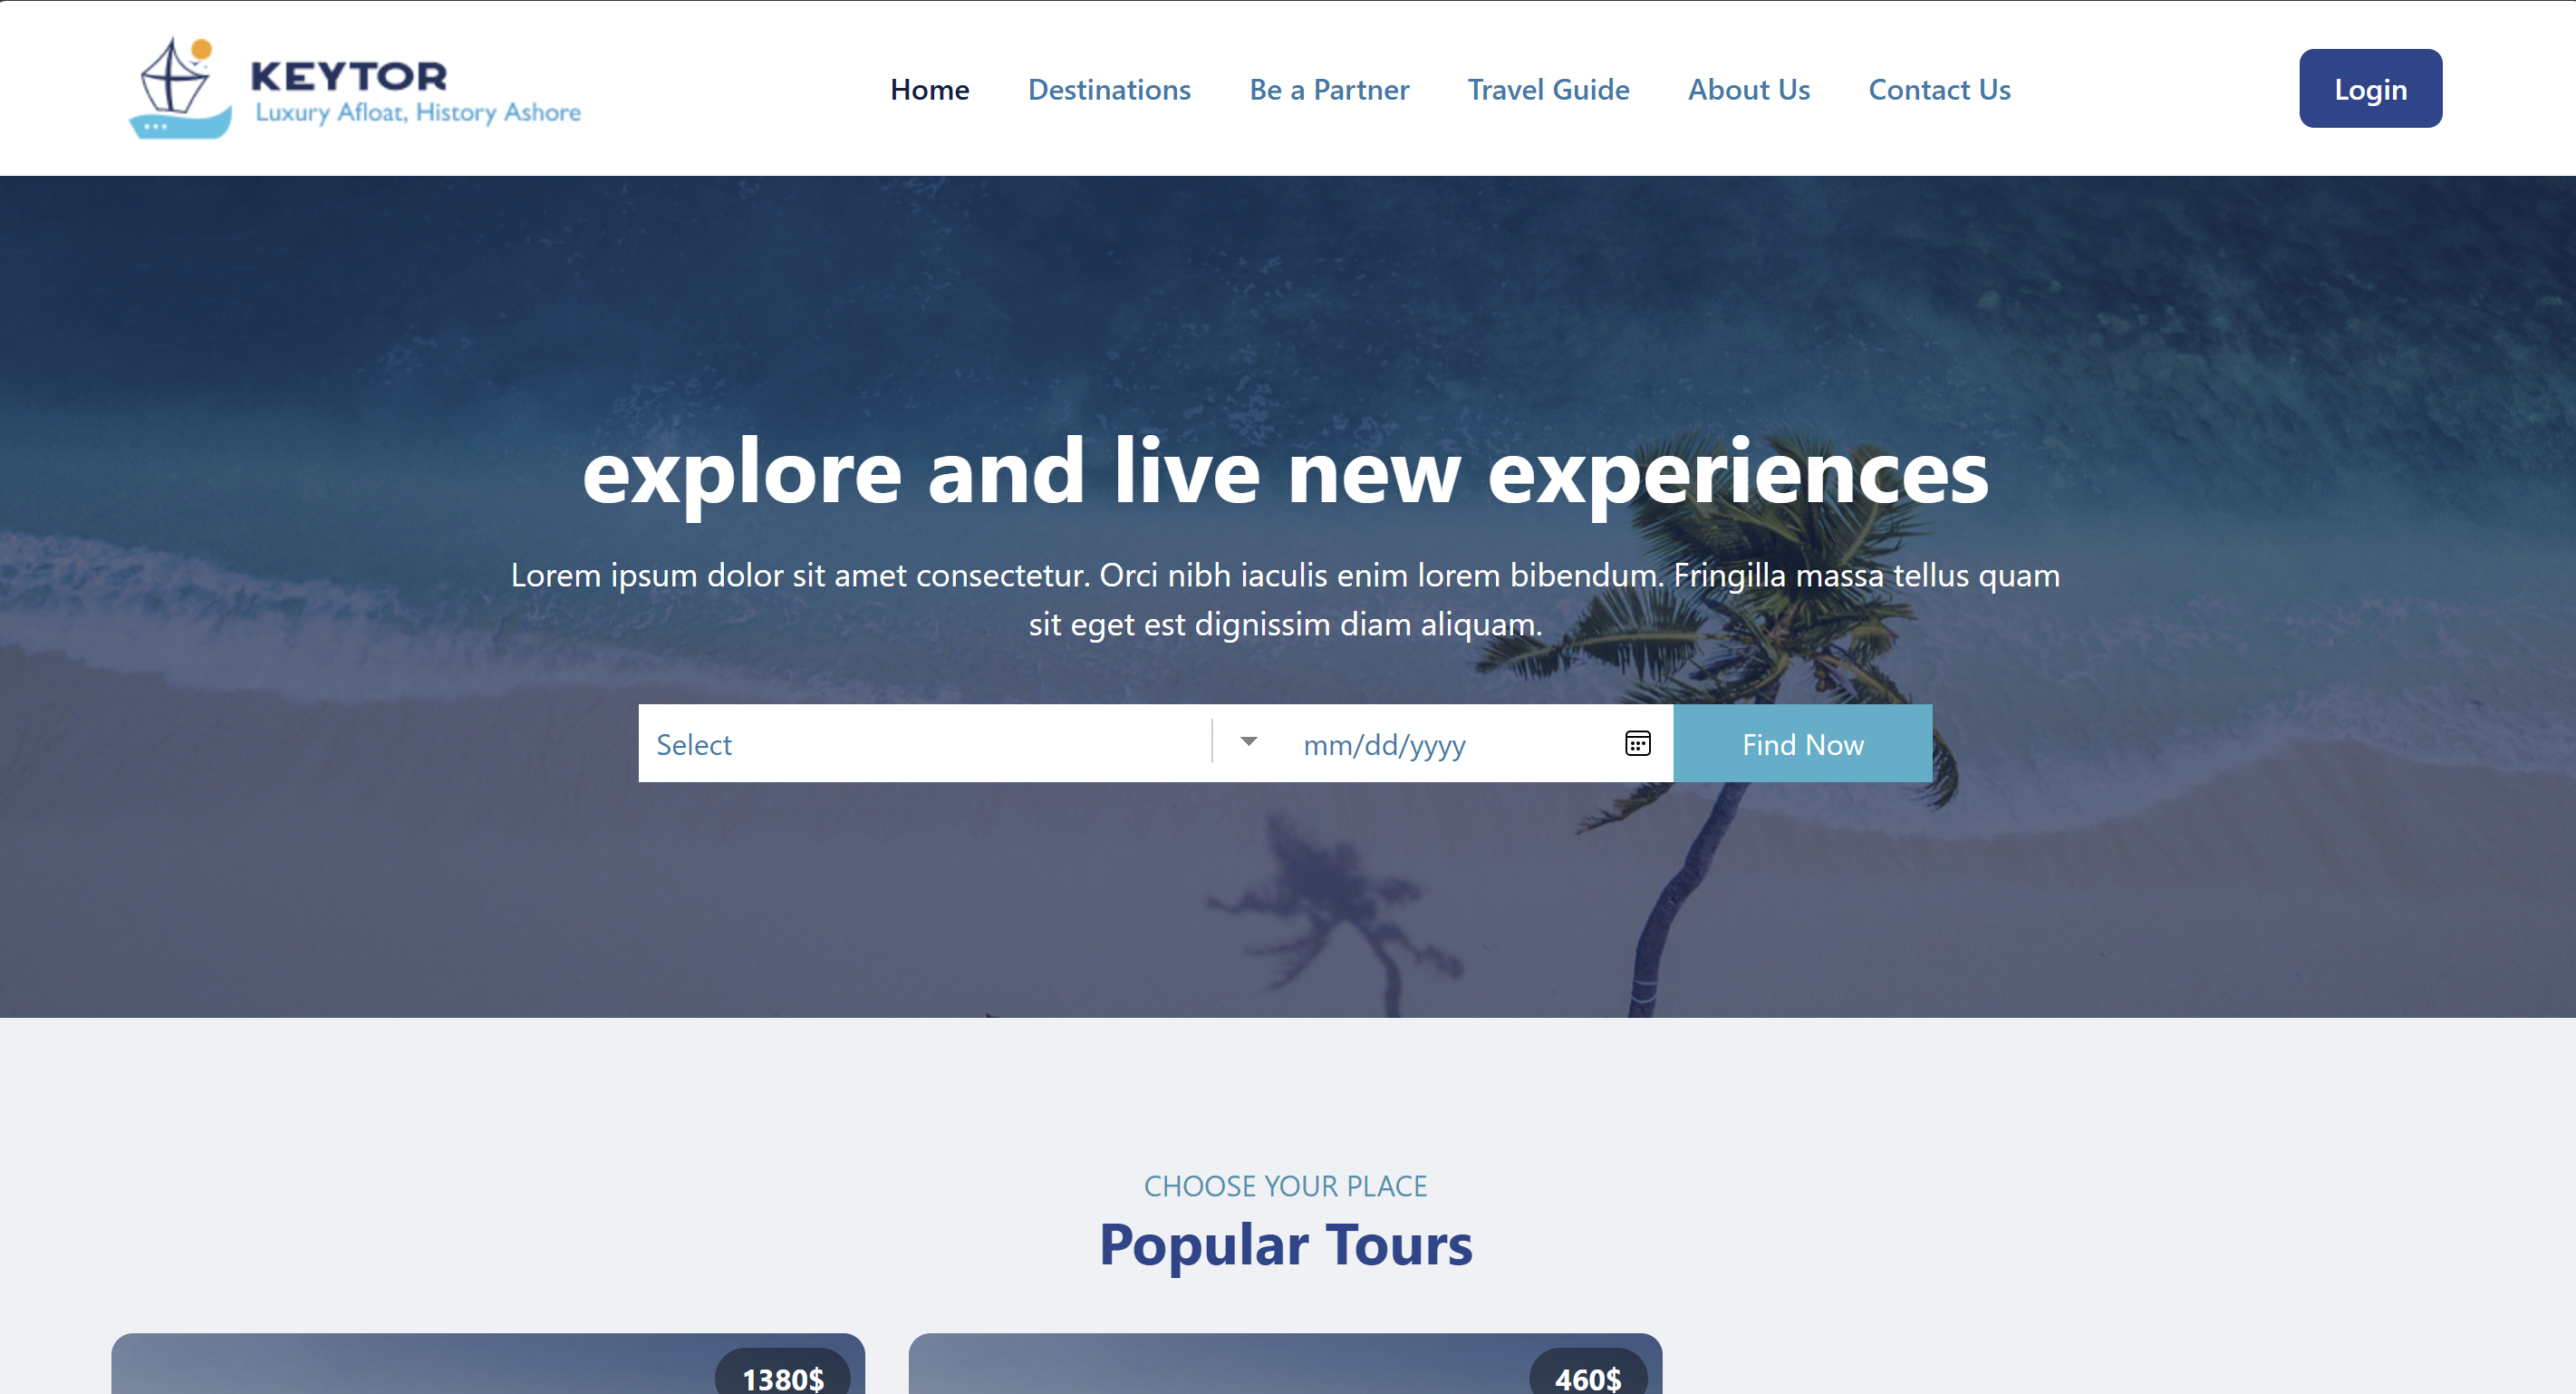 KEYTOR
Luxury Afloat, History Ashore
Home
Destinations
Be a Partner
Travel Guide
About Us
Contact Us
Login
explore and live new experiences
Lorem ipsum dolor sit amet consectetur. Orci nibh iaculis enim lorem bibendum. Fringilla massa tellus quam
sit eget est dignissim diam aliquam.
Select
mm/dd/yyyy
Find Now
CHOOSE YOUR PLACE
Popular Tours
1380$
460$